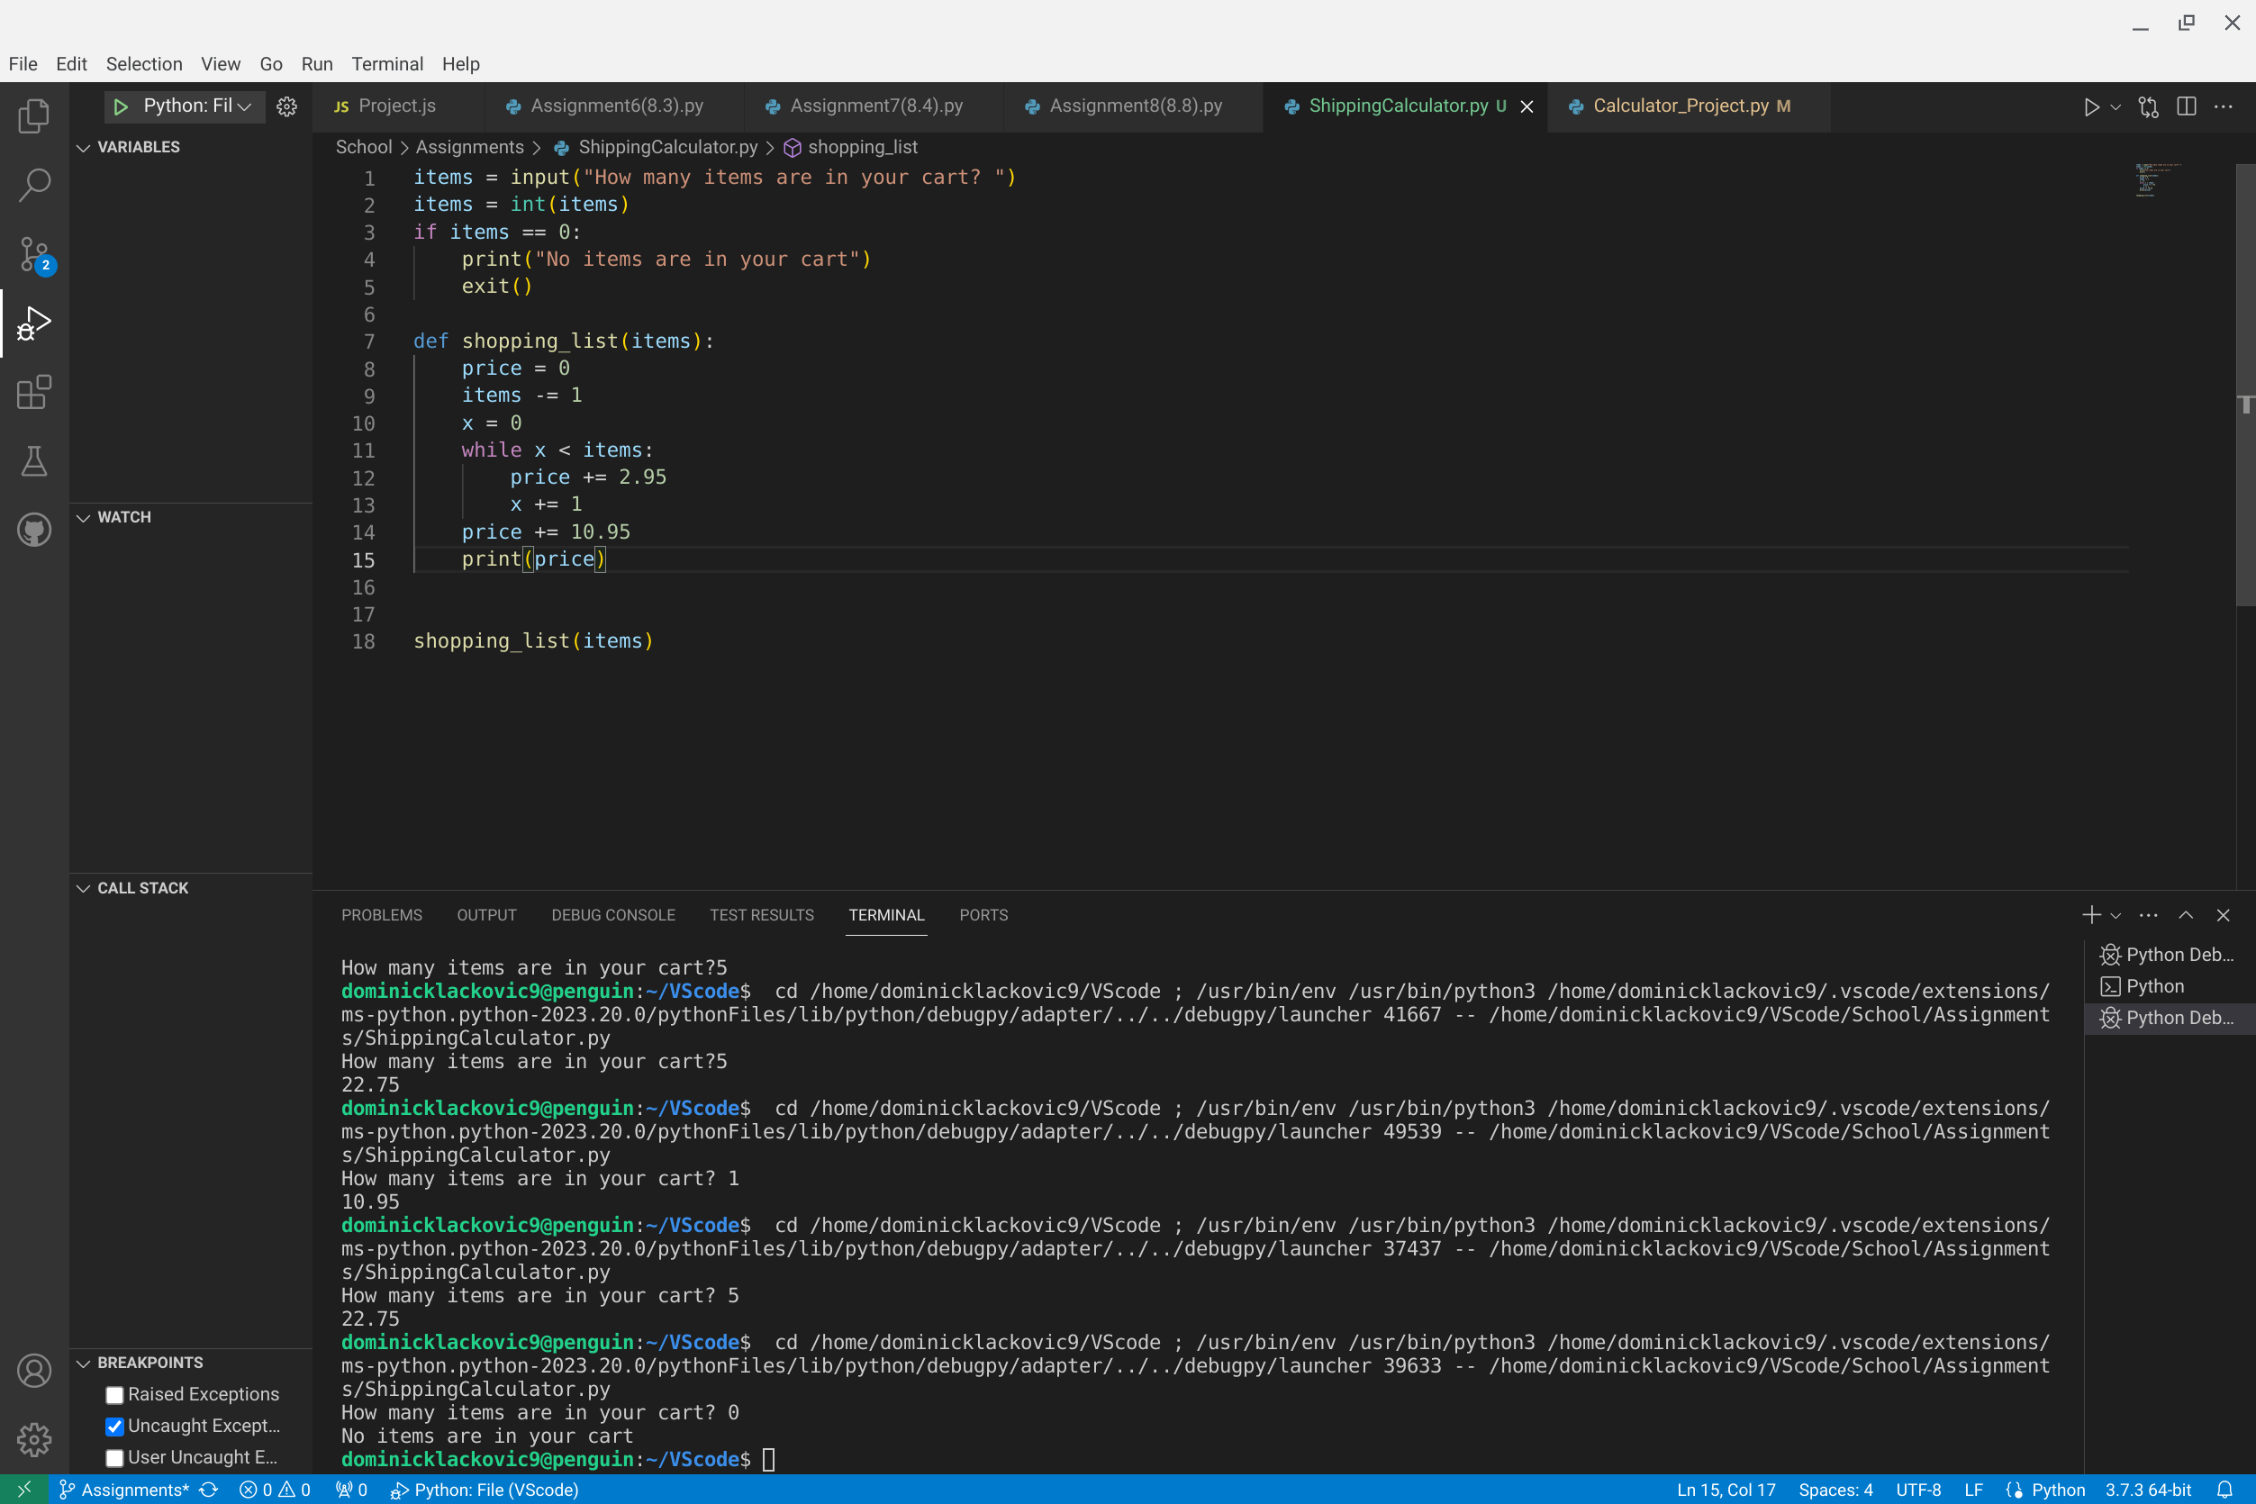 File Edit Selection View Go Run Terminal Help
Python: Fil
JS Project.js Assignment6(8.3).py Assignment7(8.4).py Assignment8(8.8).py ShippingCalculator.py U Calculator_Project.py M
VARIABLES
School > Assignments > ShippingCalculator.py > shopping_list
1 items = input("How many items are in your cart? ")
2 items = int(items)
3 if items == 0:
4 print("No items are in your cart")
5 exit()
6
7 def shopping_list(items):
8 price = 0
9 items -= 1
10 x = 0
11 while x < items:
12 price += 2.95
13 x += 1
14 price += 10.95
15 print(price)
16
17
18 shopping_list(items)
2
WATCH
CALL STACK
BREAKPOINTS
Raised Exceptions
Uncaught Except...
User Uncaught E...
PROBLEMS OUTPUT DEBUG CONSOLE TEST RESULTS TERMINAL PORTS
How many items are in your cart?5
dominicklackovic9@penguin:~/VScode$ cd /home/dominicklackovic9/VScode ; /usr/bin/env /usr/bin/python3 /home/dominicklackovic9/.vscode/extensions/
ms-python.python-2023.20.0/pythonFiles/lib/python/debugpy/adapter/../../debugpy/launcher 41667 -- /home/dominicklackovic9/VScode/School/Assignment
s/ShippingCalculator.py
How many items are in your cart?5
22.75
dominicklackovic9@penguin:~/VScode$ cd /home/dominicklackovic9/VScode ; /usr/bin/env /usr/bin/python3 /home/dominicklackovic9/.vscode/extensions/
ms-python.python-2023.20.0/pythonFiles/lib/python/debugpy/adapter/../../debugpy/launcher 49539 -- /home/dominicklackovic9/VScode/School/Assignment
s/ShippingCalculator.py
How many items are in your cart? 1
10.95
dominicklackovic9@penguin:~/VScode$ cd /home/dominicklackovic9/VScode ; /usr/bin/env /usr/bin/python3 /home/dominicklackovic9/.vscode/extensions/
ms-python.python-2023.20.0/pythonFiles/lib/python/debugpy/adapter/../../debugpy/launcher 37437 -- /home/dominicklackovic9/VScode/School/Assignment
s/ShippingCalculator.py
How many items are in your cart? 5
22.75
dominicklackovic9@penguin:~/VScode$ cd /home/dominicklackovic9/VScode ; /usr/bin/env /usr/bin/python3 /home/dominicklackovic9/.vscode/extensions/
ms-python.python-2023.20.0/pythonFiles/lib/python/debugpy/adapter/../../debugpy/launcher 39633 -- /home/dominicklackovic9/VScode/School/Assignment
s/ShippingCalculator.py
How many items are in your cart? 0
No items are in your cart
dominicklackovic9@penguin:~/VScode$
Python Deb...
Python
Python Deb...
Assignments* 0 0 0 Python: File (VScode) Ln 15, Col 17 Spaces: 4 UTF-8 LF Python 3.7.3 64-bit